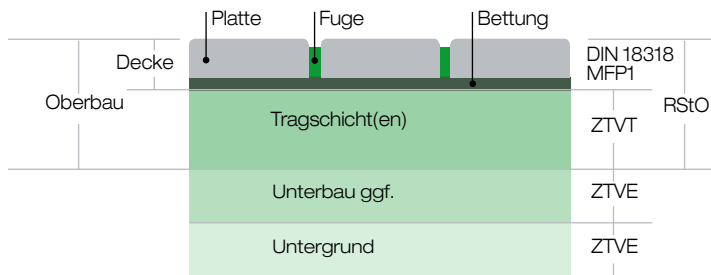 Platte
Fuge
Bettung
Decke
DIN 18318
MFP1
Oberbau
RStO
Tragschicht(en)
ZTVT
Unterbau ggf.
ZTVE
Untergrund
ZTVE